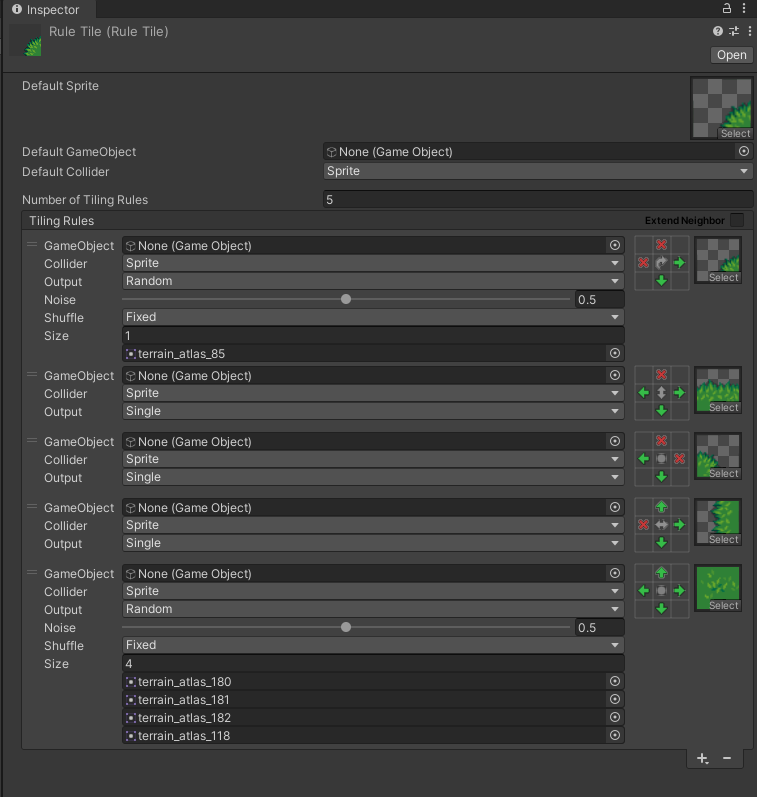 Inspector
Rule Tile (Rule Tile)
Open
Default Sprite
Select
Default GameObject None (Game Object)
Default Collider Sprite
Number of Tiling Rules 5
Tiling Rules Extend Neighbor
GameObject None (Game Object)
Collider Sprite
Select
Output Random
Noise 0.5
Shuffle Fixed
Size 1
terrain_atlas_85
GameObject None (Game Object)
Collider Sprite
Output Single
Select
GameObject None (Game Object)
Collider Sprite
Output Single
Select
GameObject None (Game Object)
Collider Sprite
Output Single
Select
GameObject None (Game Object)
Collider Sprite
Output Random
Select
Noise 0.5
Shuffle Fixed
Size 4
terrain_atlas_180
terrain_atlas_181
terrain_atlas_182
terrain_atlas_118